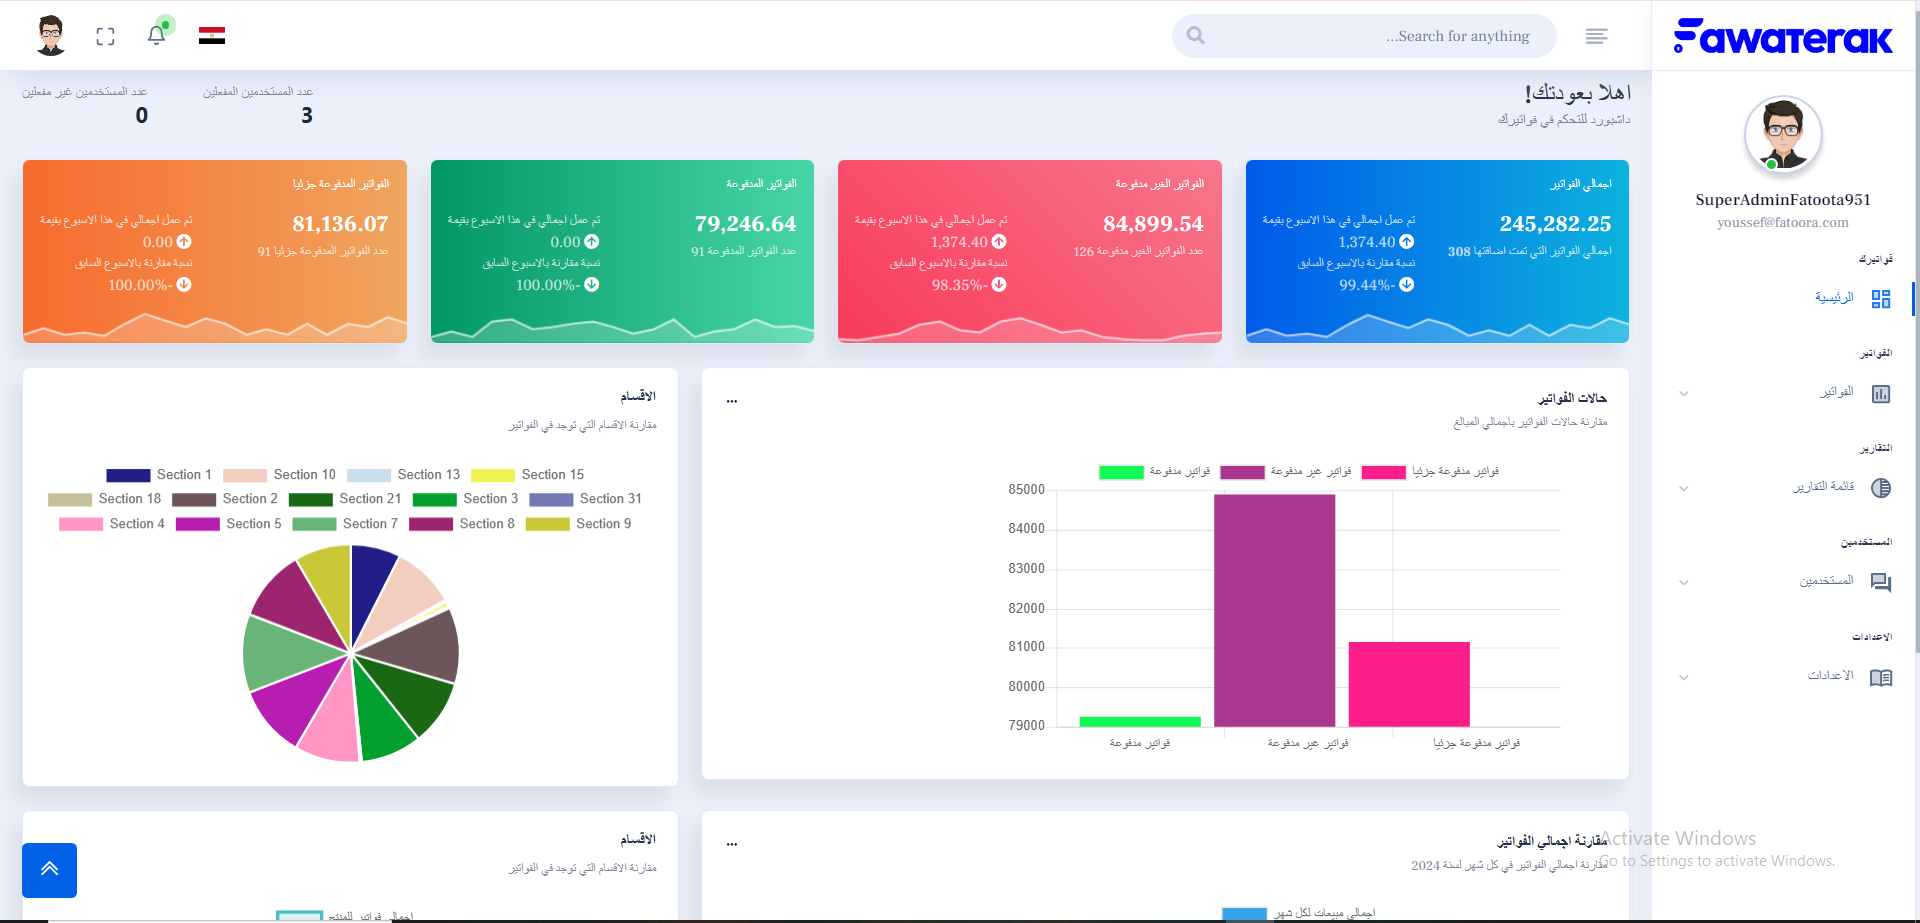 Fawaterak
Search for anything...
SuperAdminFatoota951
youssef@fatoora.com
فواتيرك
الرئيسية
الفواتير
الفواتير
التقارير
قائمة التقارير
المستخدمين
المستخدمين
الاعدادات
الاعدادات
اهلا بعودتك!
داشبورد للتحكم في فواتيرك
عدد المستخدمين المفعلين
3
عدد المستخدمين غير مفعلين
0
اجمالي الفواتير
245,282.25
اجمالي الفواتير التي تمت اضافتها 308
تم عمل اجمالي في هذا الاسبوع بقيمة
1,374.40
نسبة مقارنة بالاسبوع السابق
99.44%-
الفواتير الغير مدفوعة
84,899.54
عدد الفواتير الغير مدفوعة 126
تم عمل اجمالي في هذا الاسبوع بقيمة
1,374.40
نسبة مقارنة بالاسبوع السابق
98.35%-
الفواتير المدفوعة
79,246.64
عدد الفواتير المدفوعة 91
تم عمل اجمالي في هذا الاسبوع بقيمة
0.00
نسبة مقارنة بالاسبوع السابق
100.00%-
الفواتير المدفوعة جزئيا
81,136.07
عدد الفواتير المدفوعة جزئيا 91
تم عمل اجمالي في هذا الاسبوع بقيمة
0.00
نسبة مقارنة بالاسبوع السابق
100.00%-
حالات الفواتير
مقارنة حالات الفواتير باجمالي المبالغ
فواتير مدفوعة فواتير غير مدفوعة فواتير مدفوعة جزئيا
85000
84000
83000
82000
81000
80000
79000
فواتير مدفوعة فواتير غير مدفوعة فواتير مدفوعة جزئيا
الاقسام
مقارنة الاقسام التي توجد في الفواتير
Section 1 Section 10 Section 13 Section 15
Section 18 Section 2 Section 21 Section 3 Section 31
Section 4 Section 5 Section 7 Section 8 Section 9
مقارنة اجمالي الفواتير
مقارنة اجمالي الفواتير في كل شهر لسنة 2024
اجمالي مبيعات لكل شهر
الاقسام
مقارنة الاقسام التي توجد في الفواتير
اجمالي فواتير للمنتج
Activate Windows
Go to Settings to activate Windows.